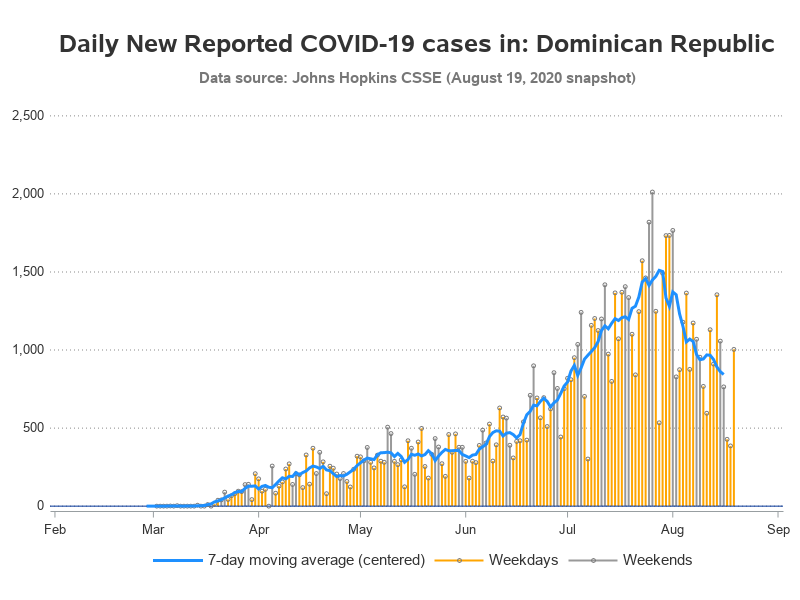 Daily New Reported COVID-19 cases in: Dominican Republic
Data source: Johns Hopkins CSSE (August 19, 2020 snapshot)
2,500
2,000
1,500
1,000
500
0
Feb Mar Apr May Jun Jul Aug Sep
7-day moving average (centered) Weekdays Weekends